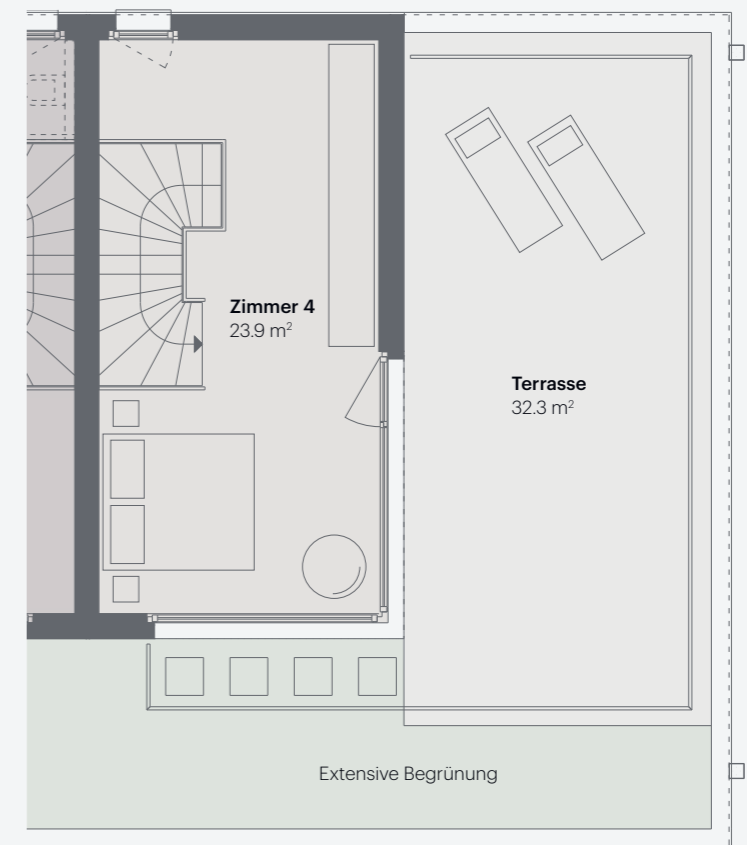 Zimmer 4
23.9 m²
Terrasse
32.3 m²
Extensive Begrünung